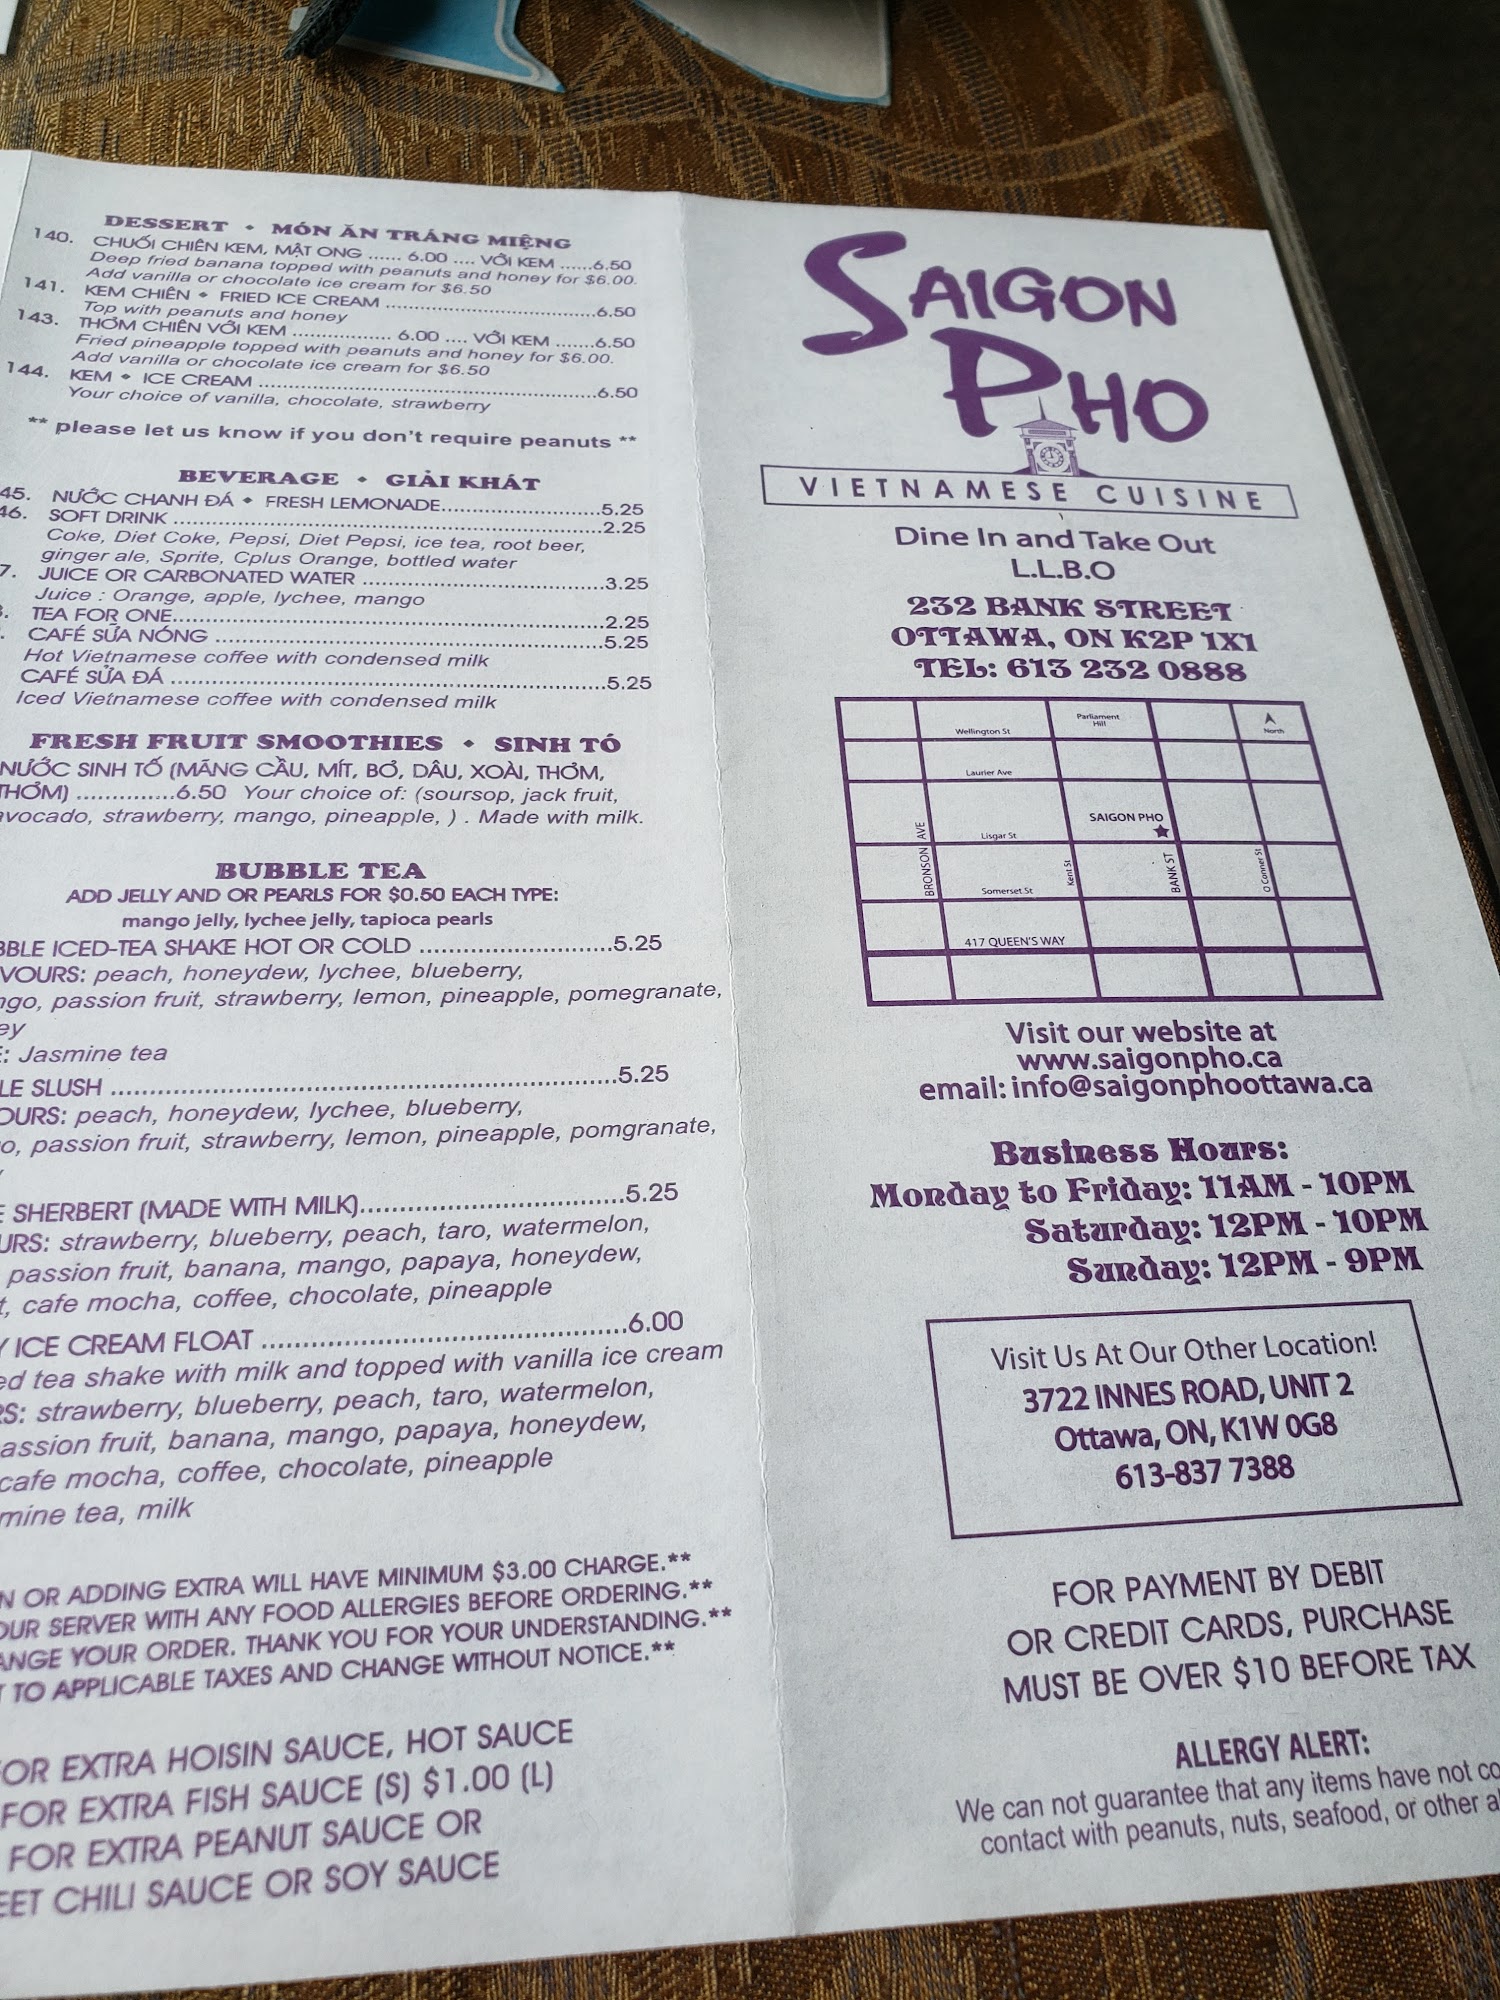 DESSERT • MÓN ĂN TRÁNG MIỆNG
140. CHUỐI CHIÊN KEM, MẬT ONG ...... 6.00 .... VỚI KEM ......6.50
Deep fried banana topped with peanuts and honey for $6.00.
Add vanilla or chocolate ice cream for $6.50
141. KEM CHIÊN • FRIED ICE CREAM ....................................6.50
Top with peanuts and honey
143. THƠM CHIÊN VỚI KEM ................. 6.00 .... VỚI KEM .......6.50
Fried pineapple topped with peanuts and honey for $6.00.
Add vanilla or chocolate ice cream for $6.50
144. KEM • ICE CREAM ..........................................................6.50
Your choice of vanilla, chocolate, strawberry
** please let us know if you don't require peanuts **
BEVERAGE • GIẢI KHÁT
45. NƯỚC CHANH ĐÁ • FRESH LEMONADE..........................5.25
46. SOFT DRINK ....................................................................2.25
Coke, Diet Coke, Pepsi, Diet Pepsi, ice tea, root beer,
ginger ale, Sprite, Cplus Orange, bottled water
7. JUICE OR CARBONATED WATER ......................................3.25
Juice : Orange, apple, lychee, mango
TEA FOR ONE....................................................................2.25
CAFÉ SỮA NÓNG .............................................................5.25
Hot Vietnamese coffee with condensed milk
CAFÉ SỬA ĐÁ ...................................................................5.25
Iced Vietnamese coffee with condensed milk
FRESH FRUIT SMOOTHIES • SINH TÓ
NƯỚC SINH TỐ (MÃNG CẦU, MÍT, BƠ, DÂU, XOÀI, THƠM,
THƠM) ...............6.50 Your choice of: (soursop, jack fruit,
avocado, strawberry, mango, pineapple, ) . Made with milk.
BUBBLE TEA
ADD JELLY AND OR PEARLS FOR $0.50 EACH TYPE:
mango jelly, lychee jelly, tapioca pearls
BBLE ICED-TEA SHAKE HOT OR COLD .............................5.25
VOURS: peach, honeydew, lychee, blueberry,
ngo, passion fruit, strawberry, lemon, pineapple, pomegranate,
ey
E: Jasmine tea
LE SLUSH ..........................................................................5.25
OURS: peach, honeydew, lychee, blueberry,
o, passion fruit, strawberry, lemon, pineapple, pomgranate,
E SHERBERT (MADE WITH MILK).......................................5.25
URS: strawberry, blueberry, peach, taro, watermelon,
passion fruit, banana, mango, papaya, honeydew,
t, cafe mocha, coffee, chocolate, pineapple
Y ICE CREAM FLOAT ....................................................6.00
ed tea shake with milk and topped with vanilla ice cream
RS: strawberry, blueberry, peach, taro, watermelon,
assion fruit, banana, mango, papaya, honeydew,
cafe mocha, coffee, chocolate, pineapple
mine tea, milk
N OR ADDING EXTRA WILL HAVE MINIMUM $3.00 CHARGE.**
OUR SERVER WITH ANY FOOD ALLERGIES BEFORE ORDERING.**
ANGE YOUR ORDER. THANK YOU FOR YOUR UNDERSTANDING.**
T TO APPLICABLE TAXES AND CHANGE WITHOUT NOTICE.**
FOR EXTRA HOISIN SAUCE, HOT SAUCE
FOR EXTRA FISH SAUCE (S) $1.00 (L)
FOR EXTRA PEANUT SAUCE OR
EET CHILI SAUCE OR SOY SAUCE
SAIGON
PHO
VIETNAMESE CUISINE
Dine In and Take Out
L.L.B.O
232 BANK STREET
OTTAWA, ON K2P 1X1
TEL: 613 232 0888
Parliament
Hill
North
Wellington St
Laurier Ave
SAIGON PHO
Lisgar St
BRONSON AVE
Kent St
BANK ST
O Conner St
Somerset St
417 QUEEN'S WAY
Visit our website at
www.saigonpho.ca
email: info@saigonphoottawa.ca
Business Hours:
Monday to Friday: 11AM - 10PM
Saturday: 12PM - 10PM
Sunday: 12PM - 9PM
Visit Us At Our Other Location!
3722 INNES ROAD, UNIT 2
Ottawa, ON, K1W 0G8
613-837 7388
FOR PAYMENT BY DEBIT
OR CREDIT CARDS, PURCHASE
MUST BE OVER $10 BEFORE TAX
ALLERGY ALERT:
We can not guarantee that any items have not co
contact with peanuts, nuts, seafood, or other al